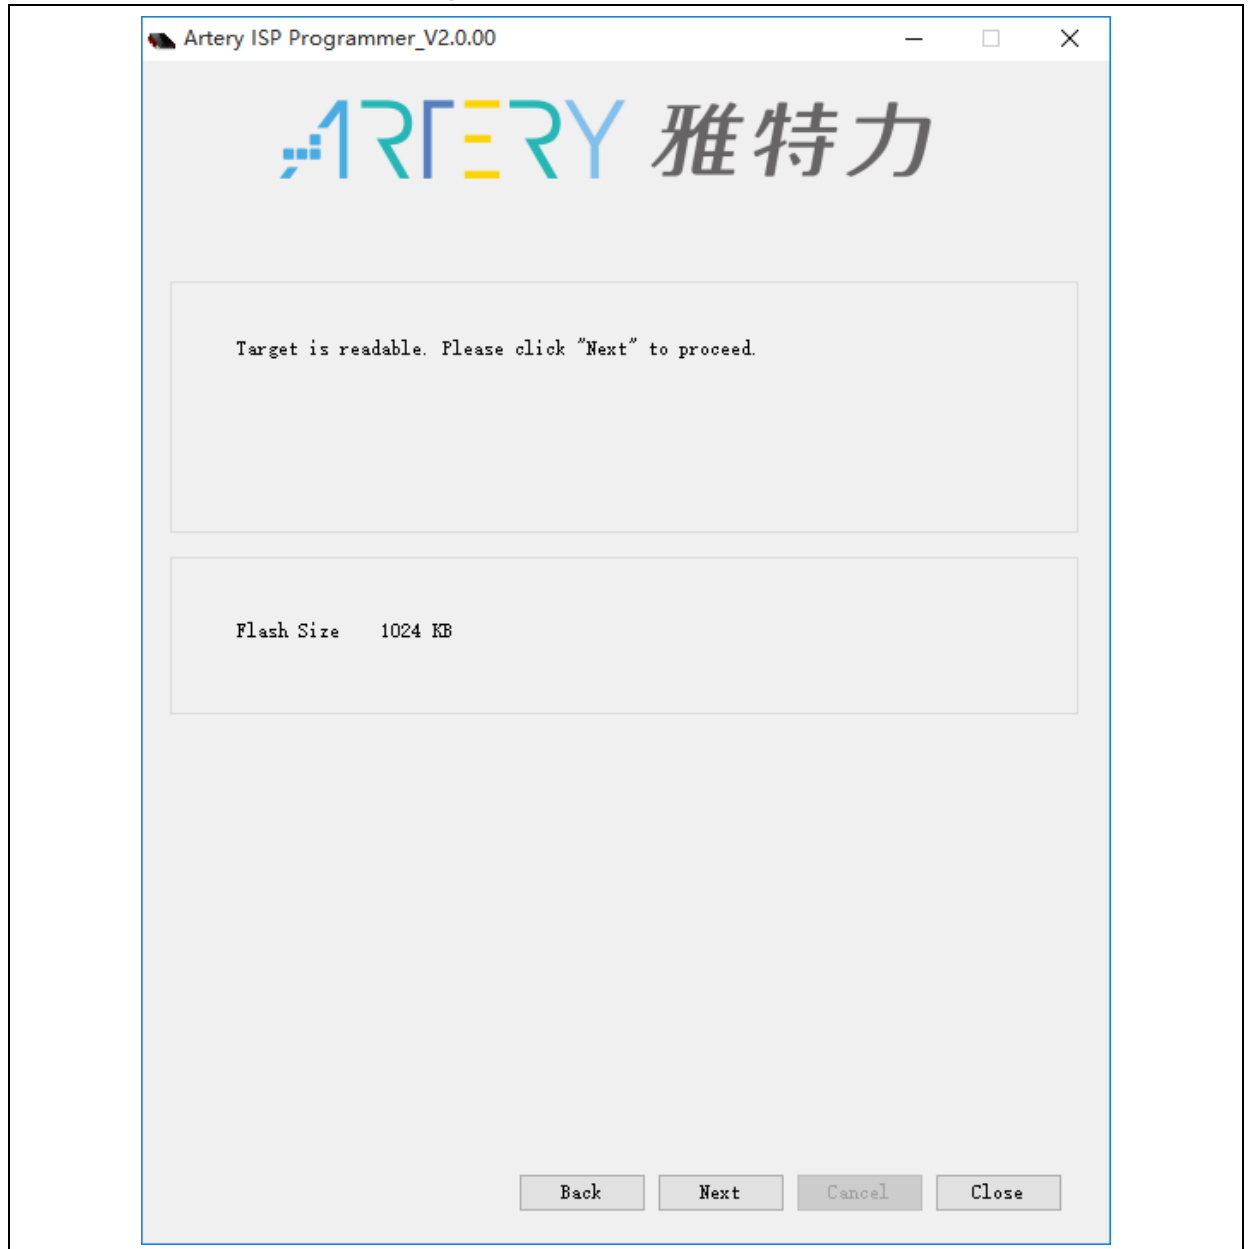 Artery ISP Programmer_V2.0.00
ARTERY 雅特力
Target is readable. Please click "Next" to proceed.
Flash Size 1024 KB
Back Next Cancel Close